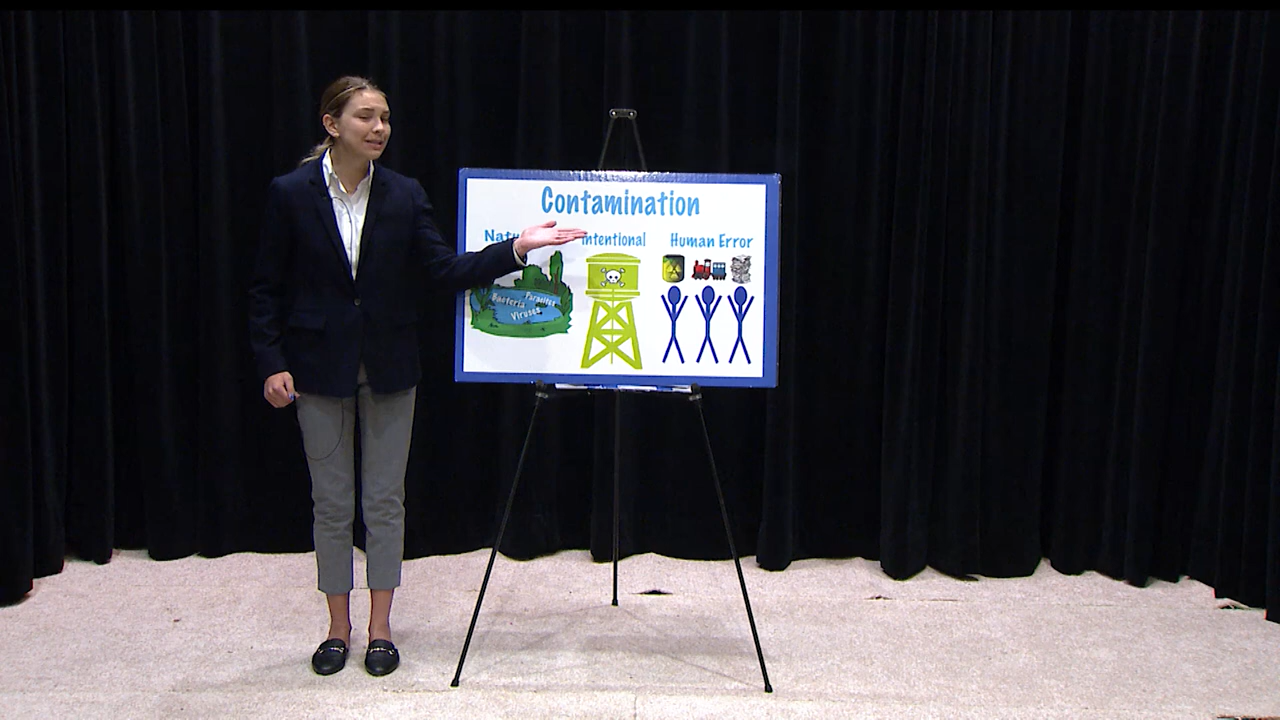 Contamination
Intentional Human Error
Bacteria Parasites
Viruses